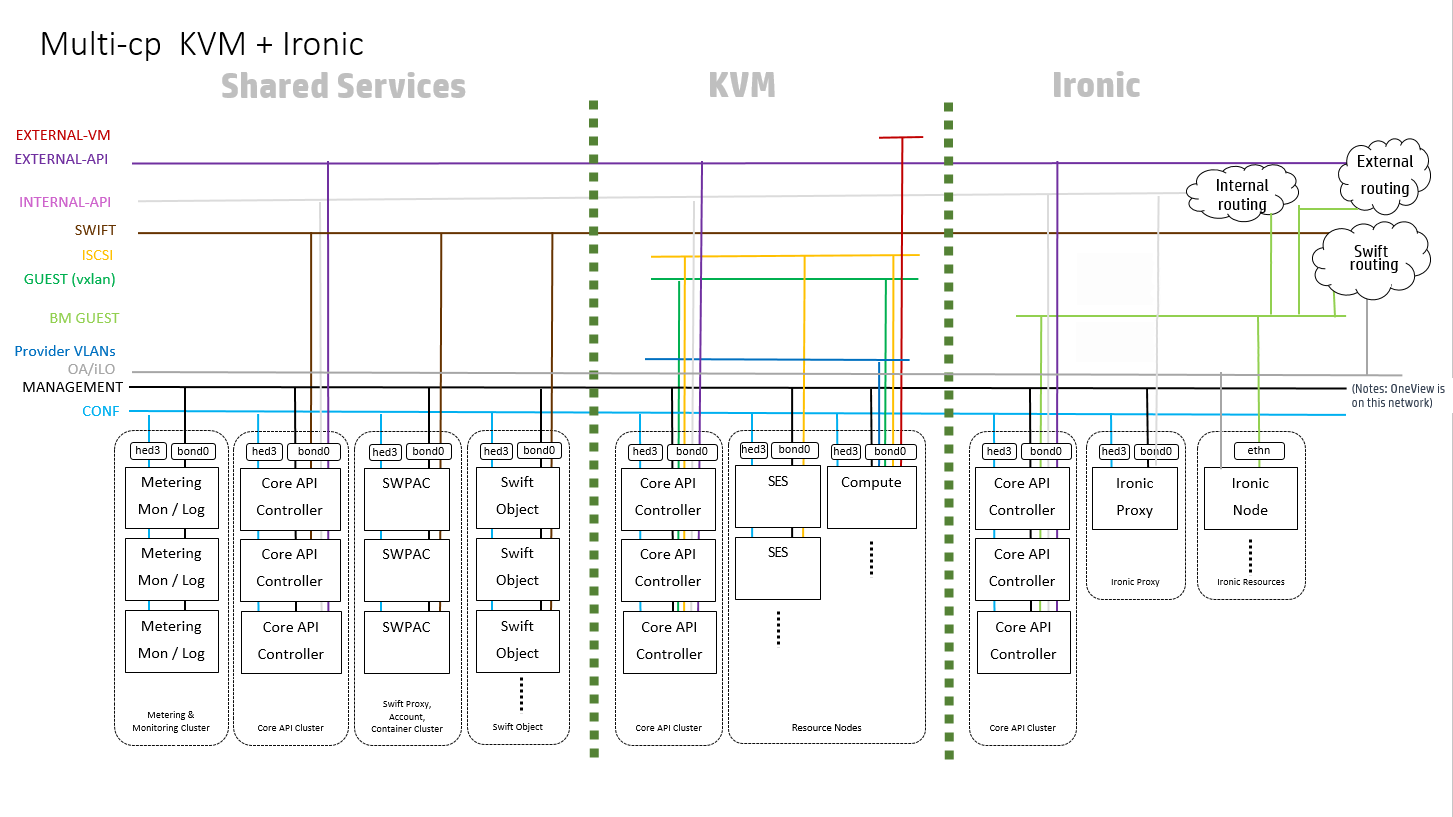 Multi-cp KVM + Ironic
Shared Services
KVM
Ironic
EXTERNAL-VM
EXTERNAL-API
INTERNAL-API
SWIFT
ISCSI
GUEST (vxlan)
BM GUEST
Provider VLANs
OA/iLO
MANAGEMENT
CONF
External
routing
Internal
routing
Swift
routing
(Notes: OneView is
on this network)
hed3
bond0
Metering
Mon / Log
Metering
Mon / Log
Metering
Mon / Log
Metering &
Monitoring Cluster
hed3
bond0
Core API
Controller
Core API
Controller
Core API
Controller
Core API Cluster
hed3
bond0
SWPAC
SWPAC
SWPAC
Swift Proxy,
Account,
Container Cluster
hed3
bond0
Swift
Object
Swift
Object
Swift
Object
Swift Object
hed3
bond0
Core API
Controller
Core API
Controller
Core API
Controller
Core API Cluster
hed3
bond0
SES
SES
hed3
bond0
Compute
Resource Nodes
hed3
bond0
Core API
Controller
Core API
Controller
Core API
Controller
Core API Cluster
hed3
bond0
Ironic
Proxy
Ironic Proxy
ethn
Ironic
Node
Ironic Resources